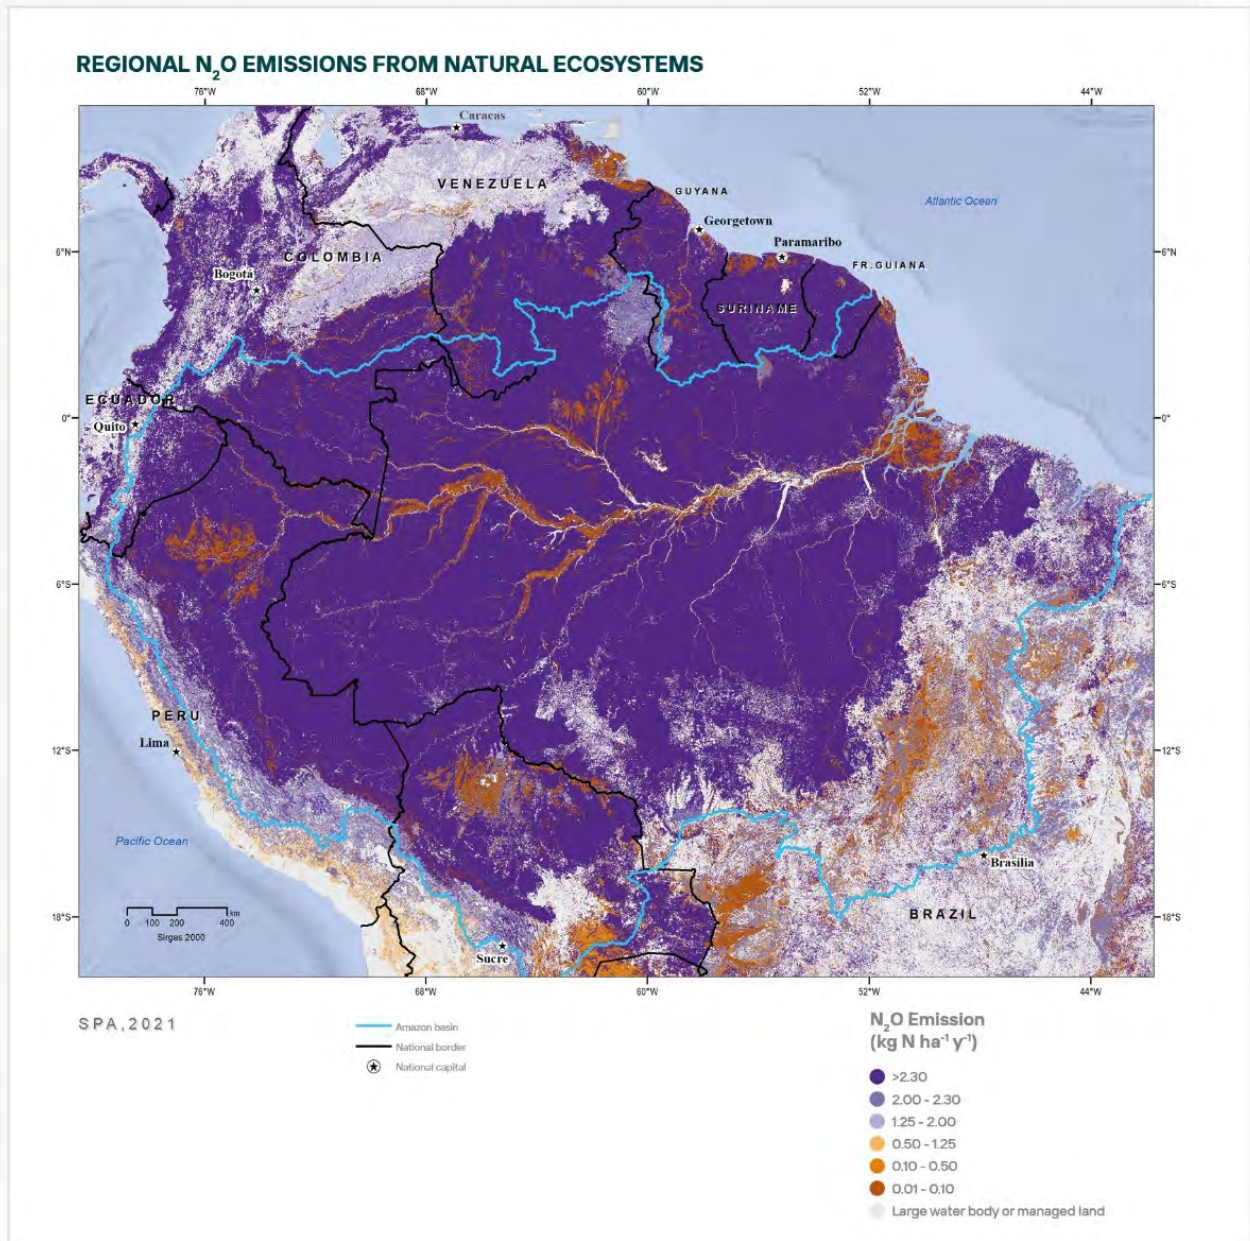 REGIONAL N₂O EMISSIONS FROM NATURAL ECOSYSTEMS
76°W 68°W 60°W 52°W 44°W
Caracas
VENEZUELA
GUYANA
Georgetown
Atlantic Ocean
Paramaribo
6°N 6°N
COLOMBIA
FR.GUIANA
Bogotá
SURINAME
ECUADOR
0° 0°
Quito
6°S 6°S
PERU
Lima
12°S 12°S
Pacific Ocean
Brasilia
BRAZIL
0 100 200 400 km
18°S 18°S
Sirgas 2000
Sucre
76°W 68°W 60°W 52°W 44°W
SPA,2021
Amazon basin
National border
National capital
N₂O Emission
(kg N ha⁻¹ y⁻¹)
>2.30
2.00 - 2.30
1.25 - 2.00
0.50 - 1.25
0.10 - 0.50
0.01 - 0.10
Large water body or managed land